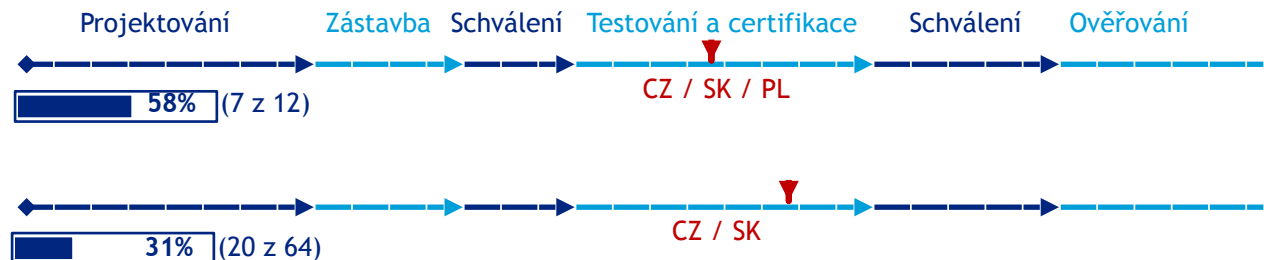 Projektování Zástavba Schválení Testování a certifikace Schválení Ověřování
CZ / SK / PL
58% (7 z 12)
CZ / SK
31% (20 z 64)